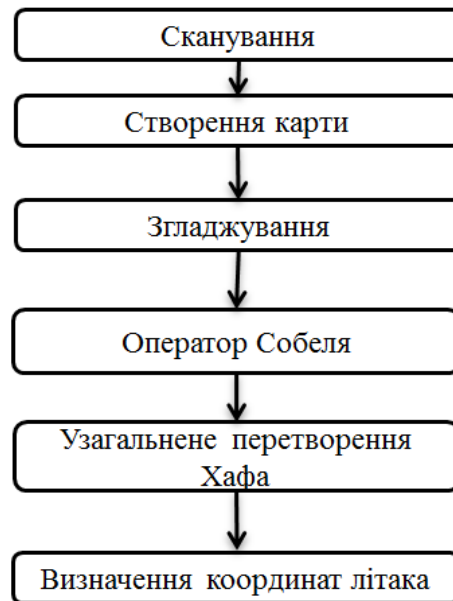 Сканування
Створення карти
Згладжування
Оператор Собеля
Узагальнене перетворення
Хафа
Визначення координат літака